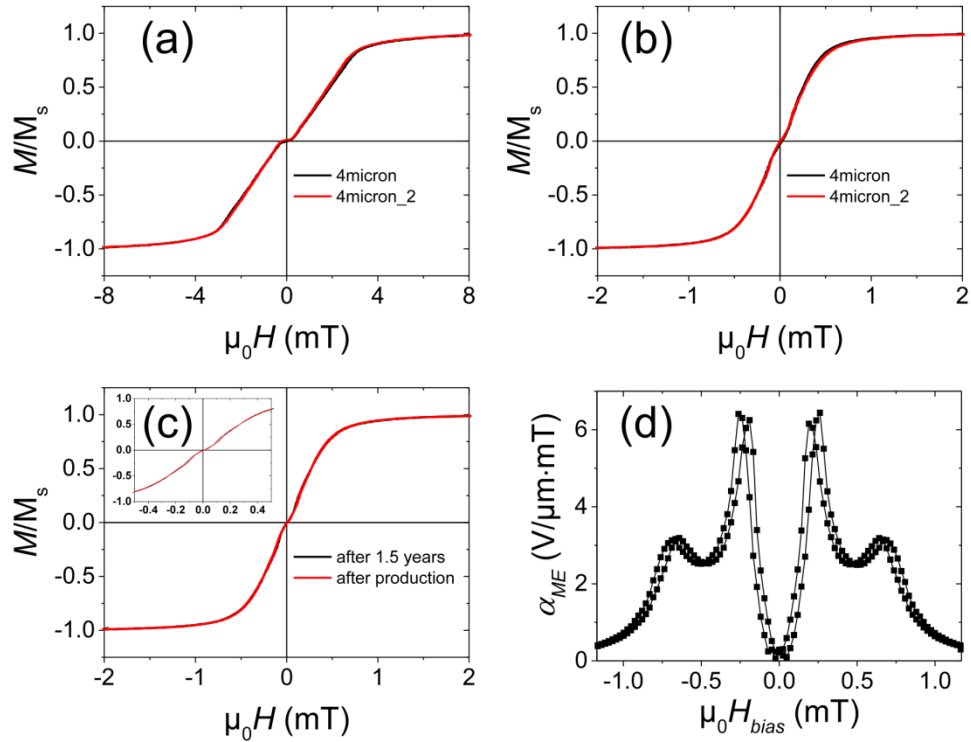 (a)
1.0
0.5
0.0
-0.5
-1.0
M/Ms
4micron
4micron_2
-8 -4 0 4 8
μ₀H (mT)
(b)
1.0
0.5
0.0
-0.5
-1.0
M/Ms
4micron
4micron_2
-2 -1 0 1 2
μ₀H (mT)
(c)
1.0
0.5
0.0
-0.5
-1.0
M/Ms
1.0
0.5
0.0
-0.5
-1.0
-0.4 -0.2 0.0 0.2 0.4
after 1.5 years
after production
-2 -1 0 1 2
μ₀H (mT)
(d)
6
4
2
0
α_ME (V/μm·mT)
-1.0 -0.5 0.0 0.5 1.0
μ₀H_bias (mT)